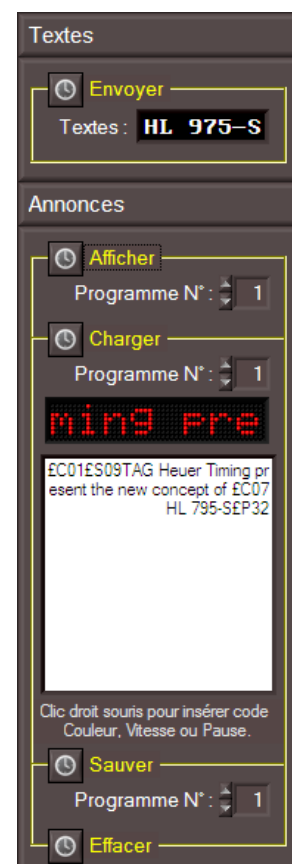 Textes
Envoyer
Textes : HL 975-S
Annonces
Afficher
Programme N° : 1
Charger
Programme N° : 1
ming pre
£C01£S09TAG Heuer Timing pr
esent the new concept of £C07
HL 795-S£P32
Clic droit souris pour insérer code
Couleur, Vitesse ou Pause.
Sauver
Programme N° : 1
Effacer